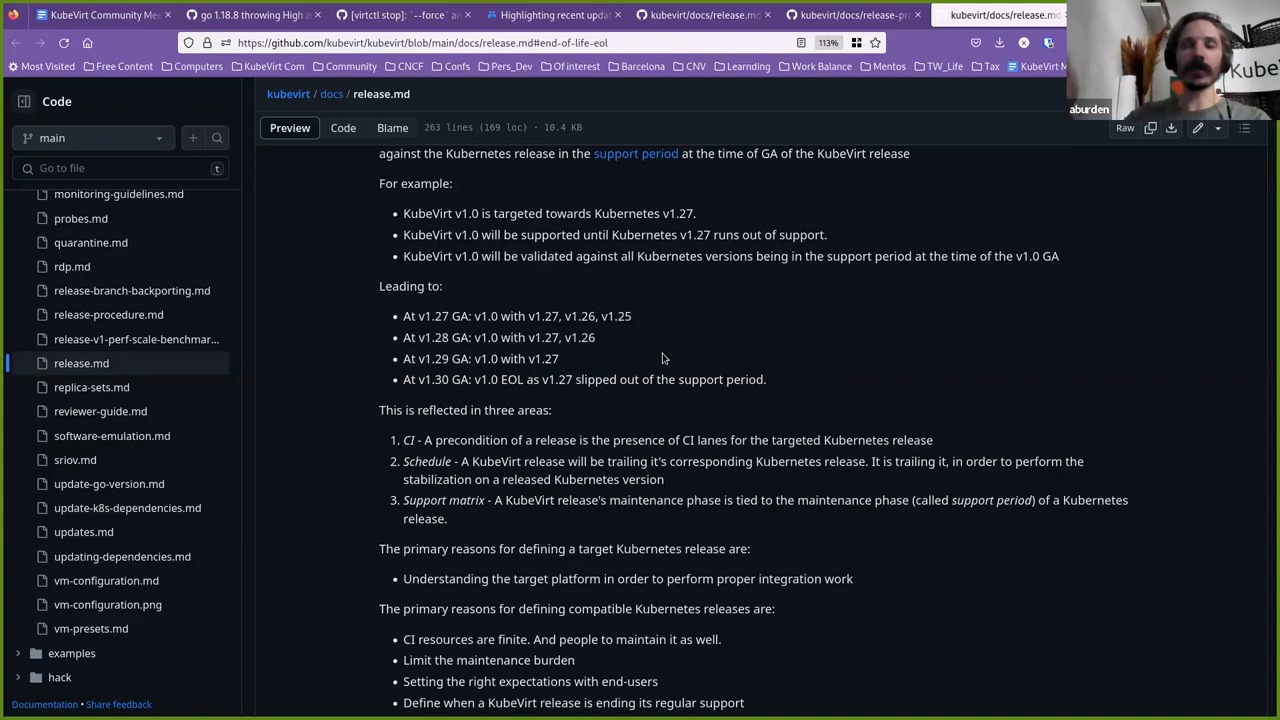 KubeVirt Community Mee
go 1.18.8 throwing High a
[virtctl stop]: `--force` a
Highlighting recent upda
kubevirt/docs/release.md
kubevirt/docs/release-pr
kubevirt/docs/release.md
https://github.com/kubevirt/kubevirt/blob/main/docs/release.md#end-of-life-eol
113%
Most Visited
Free Content
Computers
KubeVirt Com
Community
CNCF
Confs
Pers_Dev
Of interest
Barcelona
CNV
Learnding
Work Balance
Mentos
TW_Life
Tax
KubeVirt M
KubeV
aburden
Code
kubevirt / docs / release.md
main
Preview
Code
Blame
263 lines (169 loc) · 10.4 KB
Raw
Go to file
t
monitoring-guidelines.md
probes.md
quarantine.md
rdp.md
release-branch-backporting.md
release-procedure.md
release-v1-perf-scale-benchmar...
release.md
replica-sets.md
reviewer-guide.md
software-emulation.md
sriov.md
update-go-version.md
update-k8s-dependencies.md
updates.md
updating-dependencies.md
vm-configuration.md
vm-configuration.png
vm-presets.md
examples
hack
Documentation • Share feedback
against the Kubernetes release in the support period at the time of GA of the KubeVirt release
For example:
• KubeVirt v1.0 is targeted towards Kubernetes v1.27.
• KubeVirt v1.0 will be supported until Kubernetes v1.27 runs out of support.
• KubeVirt v1.0 will be validated against all Kubernetes versions being in the support period at the time of the v1.0 GA
Leading to:
• At v1.27 GA: v1.0 with v1.27, v1.26, v1.25
• At v1.28 GA: v1.0 with v1.27, v1.26
• At v1.29 GA: v1.0 with v1.27
• At v1.30 GA: v1.0 EOL as v1.27 slipped out of the support period.
This is reflected in three areas:
1. CI - A precondition of a release is the presence of CI lanes for the targeted Kubernetes release
2. Schedule - A KubeVirt release will be trailing it's corresponding Kubernetes release. It is trailing it, in order to perform the
stabilization on a released Kubernetes version
3. Support matrix - A KubeVirt release's maintenance phase is tied to the maintenance phase (called support period) of a Kubernetes
release.
The primary reasons for defining a target Kubernetes release are:
• Understanding the target platform in order to perform proper integration work
The primary reasons for defining compatible Kubernetes releases are:
• CI resources are finite. And people to maintain it as well.
• Limit the maintenance burden
• Setting the right expectations with end-users
• Define when a KubeVirt release is ending its regular support